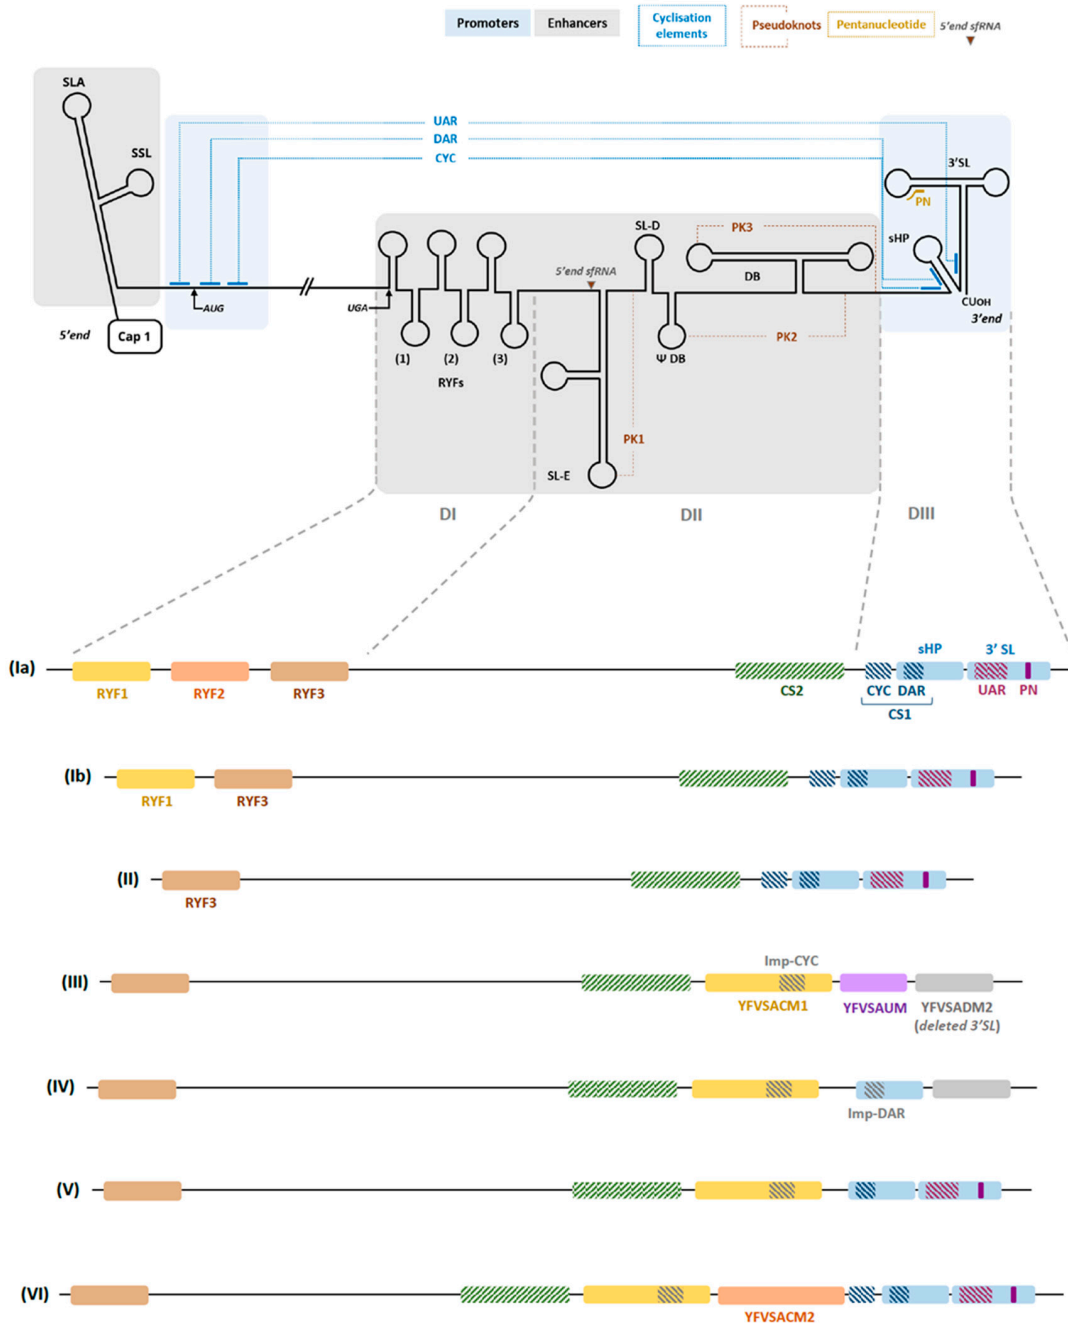 Promoters Enhancers Cyclisation elements Pseudoknots Pentanucleotide 5'end sfRNA
SLA
SSL
UAR
DAR
CYC
3'SL
PN
sHP
SL-D
PK3
DB
5'end sfRNA
CUOH
3'end
AUG
UGA
5'end
Cap 1
(1) (2) (3)
RYFs
Ψ DB
PK2
PK1
SL-E
DI DII DIII
(Ia) sHP 3' SL
RYF1 RYF2 RYF3 CS2 CYC DAR UAR PN
CS1
(Ib)
RYF1 RYF3
(II)
RYF3
Imp-CYC
(III)
YFVSACM1 YFVSAUM YFVSADM2
(deleted 3'SL)
(IV)
Imp-DAR
(V)
(VI)
YFVSACM2